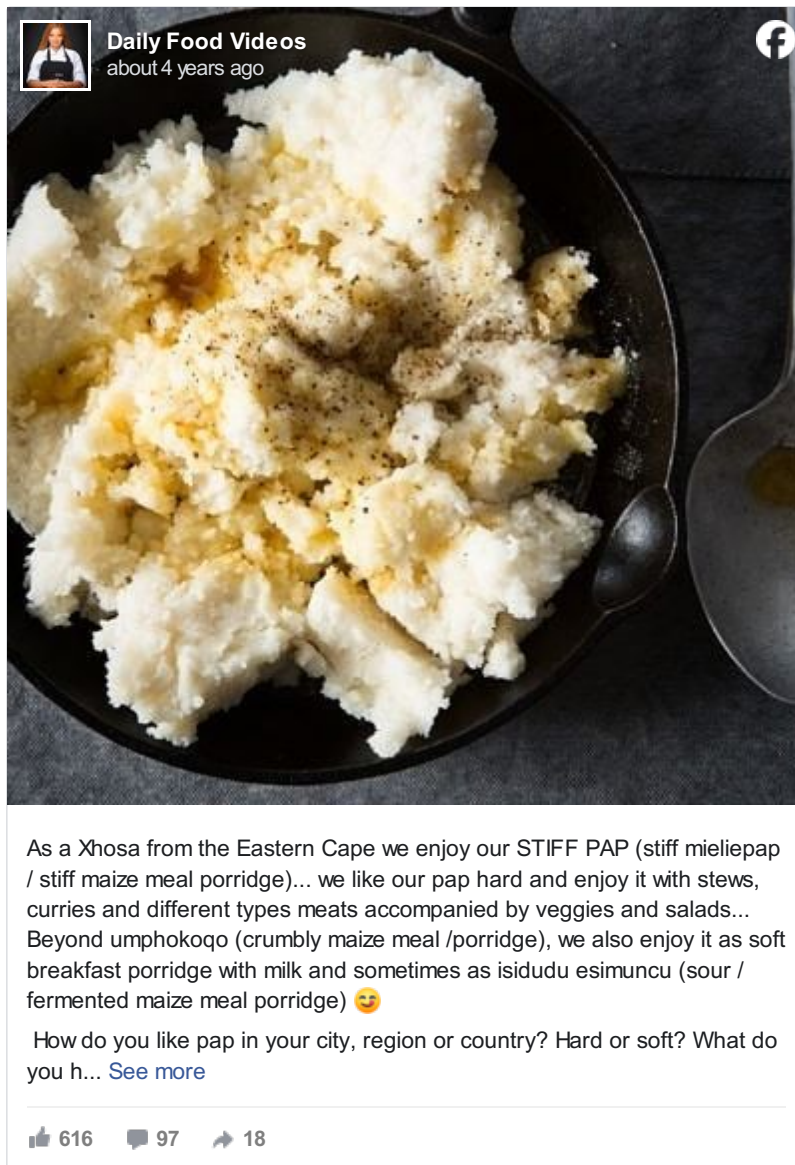 Daily Food Videos
about 4 years ago
As a Xhosa from the Eastern Cape we enjoy our STIFF PAP (stiff mieliepap
/ stiff maize meal porridge)... we like our pap hard and enjoy it with stews,
curries and different types meats accompanied by veggies and salads...
Beyond umphokoqo (crumbly maize meal /porridge), we also enjoy it as soft
breakfast porridge with milk and sometimes as isidudu esimuncu (sour /
fermented maize meal porridge) 😋
How do you like pap in your city, region or country? Hard or soft? What do
you h... See more
616 97 18